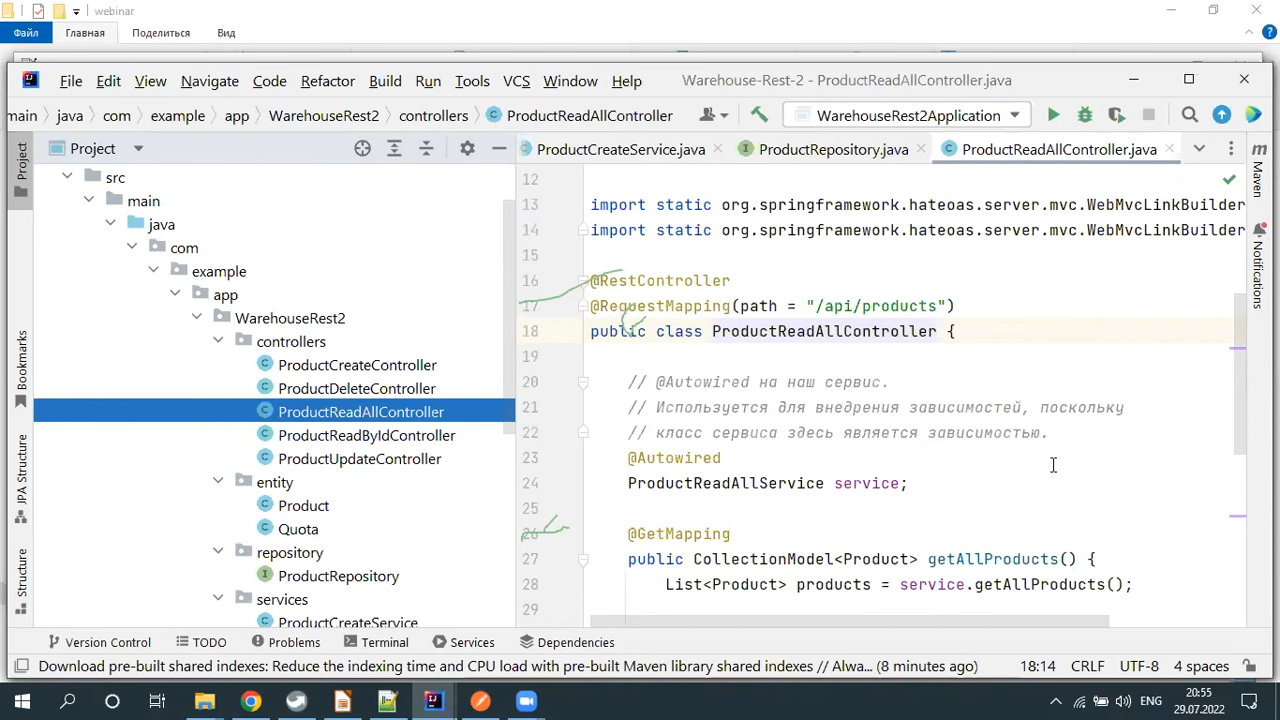 webinar
Файл Главная Поделиться Вид
File Edit View Navigate Code Refactor Build Run Tools VCS Window Help Warehouse-Rest-2 - ProductReadAllController.java
main java com example app WarehouseRest2 controllers ProductReadAllController WarehouseRest2Application
Project
ProductCreateService.java ProductRepository.java ProductReadAllController.java
Project
Bookmarks
JPA Structure
Structure
src
main
java
com
example
app
WarehouseRest2
controllers
ProductCreateController
ProductDeleteController
ProductReadAllController
ProductReadByIdController
ProductUpdateController
entity
Product
Quota
repository
ProductRepository
services
ProductCreateService
12
13 import static org.springframework.hateoas.server.mvc.WebMvcLinkBuilder
14 import static org.springframework.hateoas.server.mvc.WebMvcLinkBuilder
15
16 @RestController
17 @RequestMapping(path = "/api/products")
18 public class ProductReadAllController {
19
20 // @Autowired на наш сервис.
21 // Используется для внедрения зависимостей, поскольку
22 // класс сервиса здесь является зависимостью.
23 @Autowired
24 ProductReadAllService service;
25
26 @GetMapping
27 public CollectionModel<Product> getAllProducts() {
28 List<Product> products = service.getAllProducts();
29
m
Maven
Notifications
Version Control TODO Problems Terminal Services Dependencies
Download pre-built shared indexes: Reduce the indexing time and CPU load with pre-built Maven library shared indexes // Alwa... (8 minutes ago) 18:14 CRLF UTF-8 4 spaces
ENG 20:55
29.07.2022